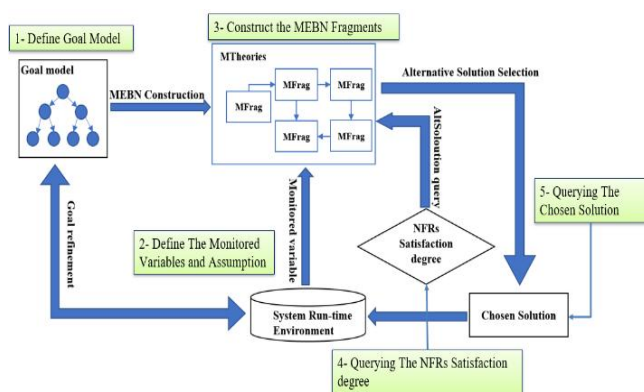 3- Construct the MEBN Fragments
1- Define Goal Model
MTheories
Goal model
MFrag
MFrag
MFrag
MFrag
MFrag
MEBN Construction
Alternative Solution Selection
AltSoloution query
Monitored variable
Goal refinement
2- Define The Monitored
Variables and Assumption
NFRs
Satisfaction
degree
5- Querying The
Chosen Solution
System Run-time
Environment
Chosen Solution
4- Querying The NFRs Satisfaction
degree